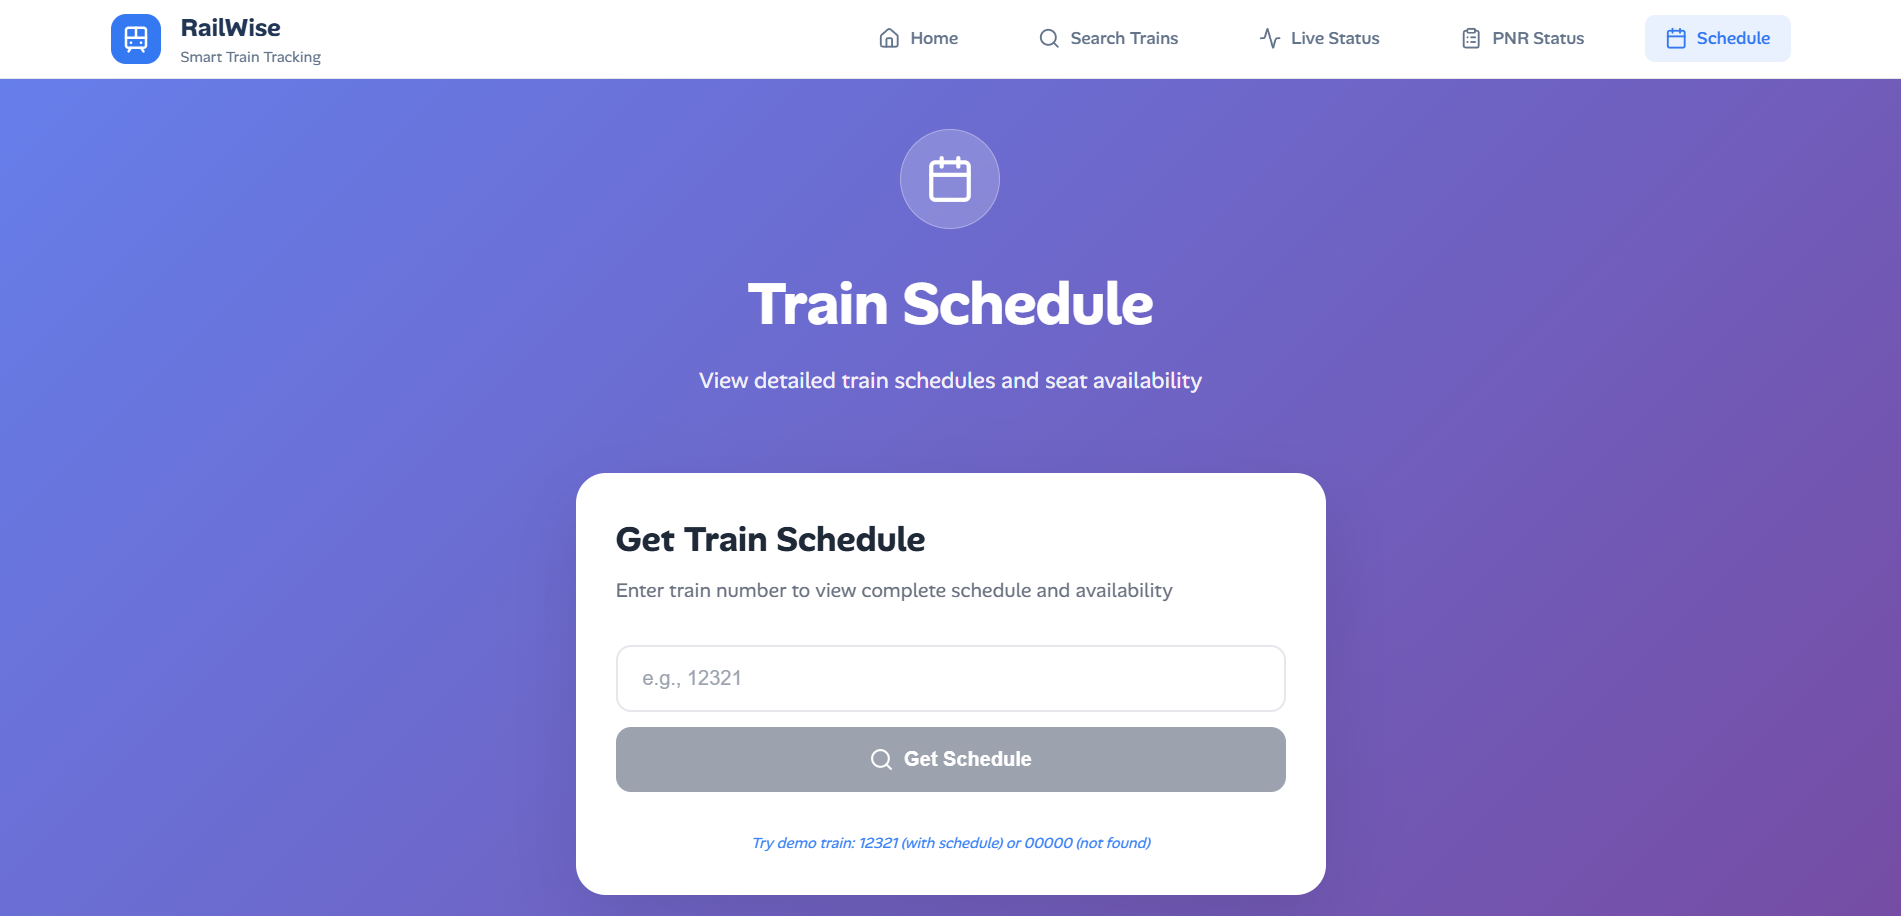 RailWise
Smart Train Tracking
Home
Search Trains
Live Status
PNR Status
Schedule
Train Schedule
View detailed train schedules and seat availability
Get Train Schedule
Enter train number to view complete schedule and availability
e.g., 12321
Get Schedule
Try demo train: 12321 (with schedule) or 00000 (not found)